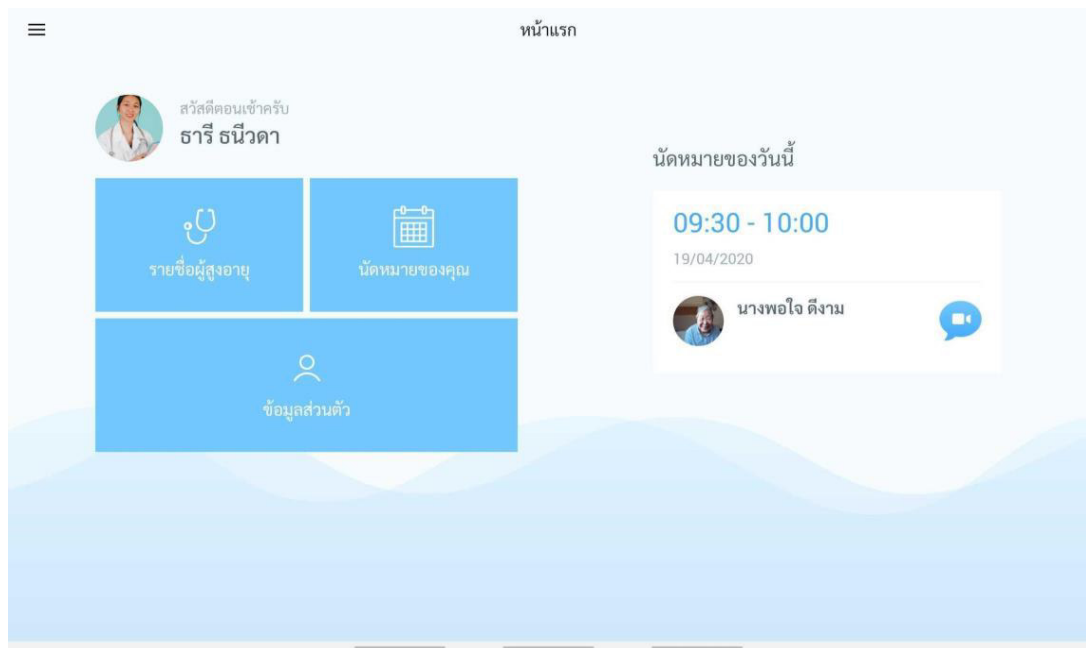 หน้าแรก
สวัสดีตอนเช้าครับ
ธารี ธนีวดา
รายชื่อผู้สูงอายุ
นัดหมายของคุณ
ข้อมูลส่วนตัว
นัดหมายของวันนี้
09:30 - 10:00
19/04/2020
นางพอใจ ดีงาม